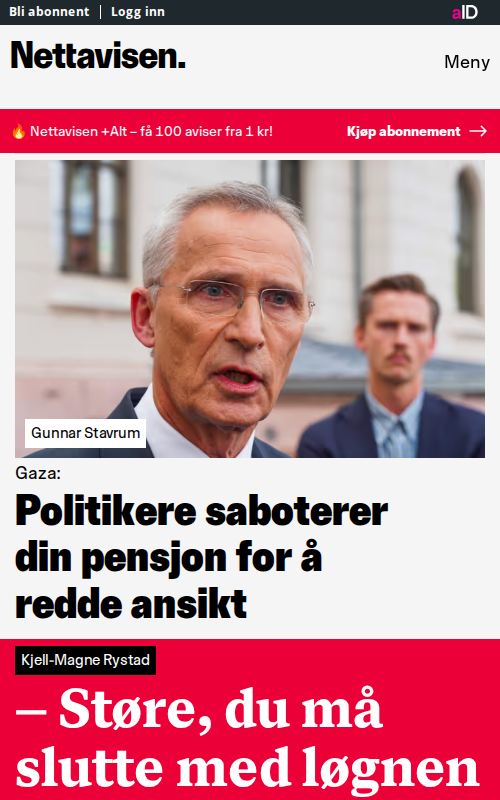 Bli abonnent | Logg inn
aID
Nettavisen.
Meny
🔥 Nettavisen +Alt – få 100 aviser fra 1 kr!
Kjøp abonnement →
Gunnar Stavrum
Gaza:
Politikere saboterer
din pensjon for å
redde ansikt
Kjell-Magne Rystad
– Støre, du må
slutte med løgnen